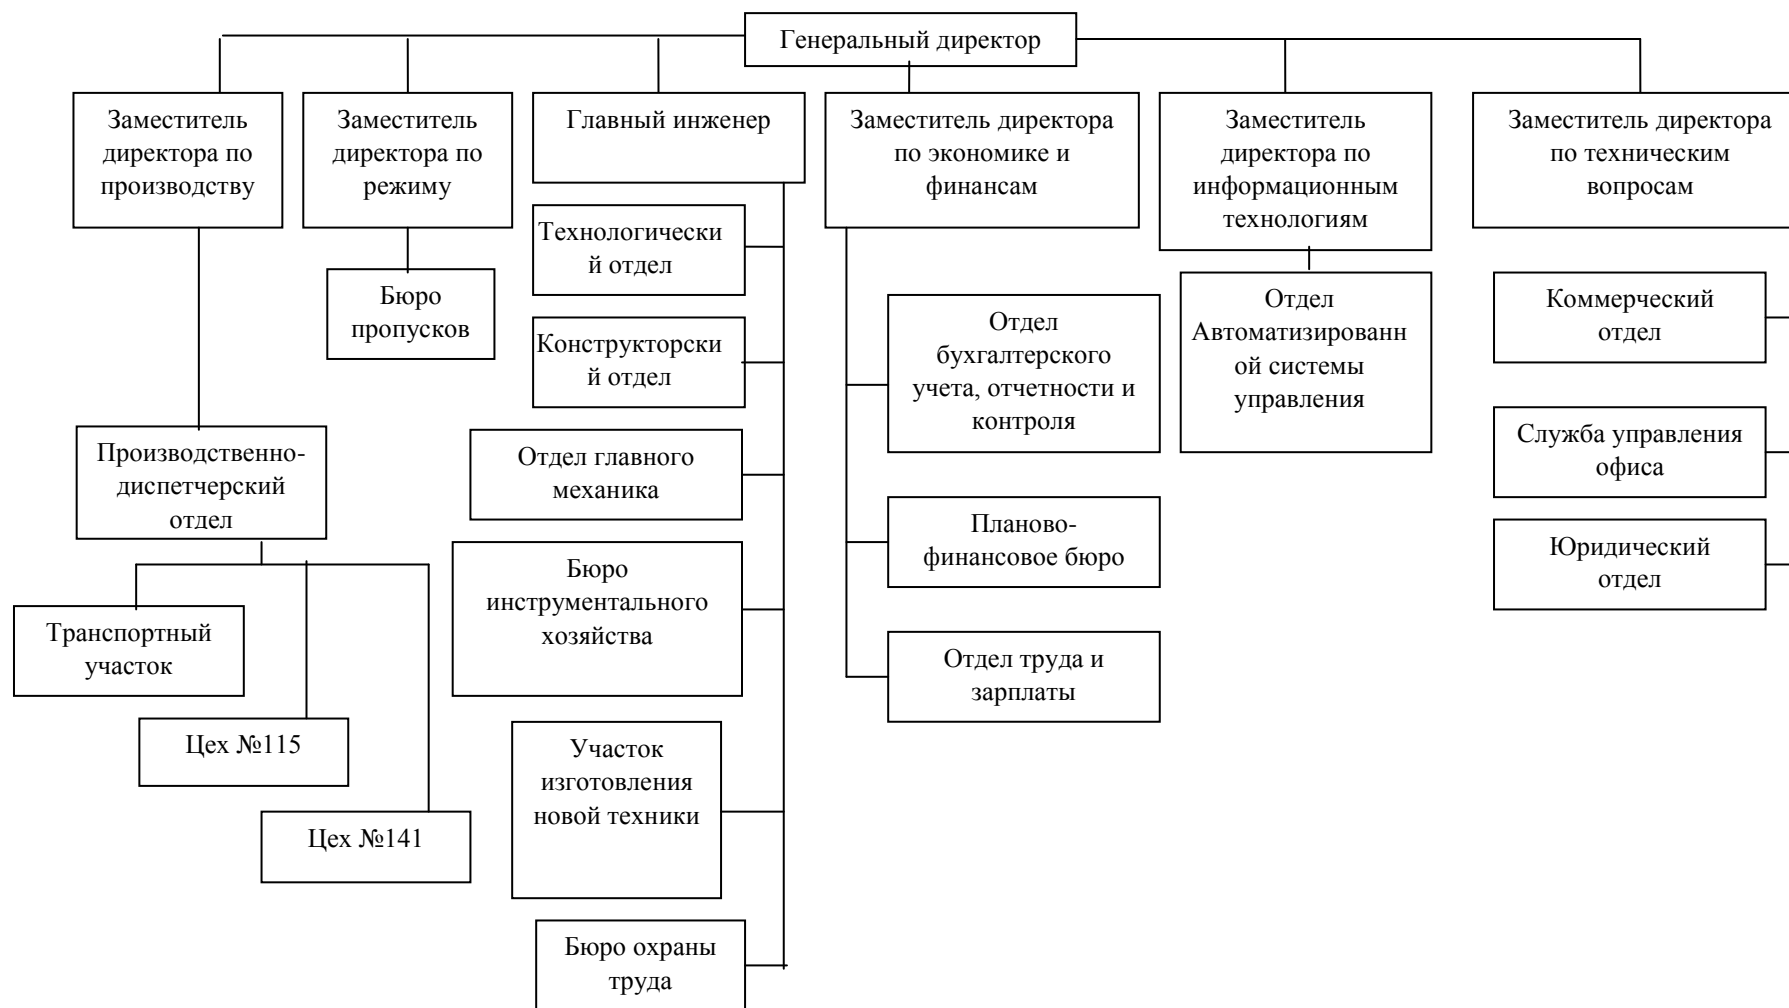 Генеральный директор
Заместитель
директора по
производству
Заместитель
директора по
режиму
Главный инженер
Заместитель директора
по экономике и
финансам
Заместитель
директора по
информационным
технологиям
Заместитель директора
по техническим
вопросам
Технологически
й отдел
Бюро
пропусков
Конструкторски
й отдел
Отдел
бухгалтерского
учета, отчетности и
контроля
Отдел
Автоматизированн
ой системы
управления
Коммерческий
отдел
Производственно-
диспетчерский
отдел
Отдел главного
механика
Служба управления
офиса
Планово-
финансовое бюро
Юридический
отдел
Бюро
инструментального
хозяйства
Транспортный
участок
Отдел труда и
зарплаты
Цех №115
Участок
изготовления
новой техники
Цех №141
Бюро охраны
труда